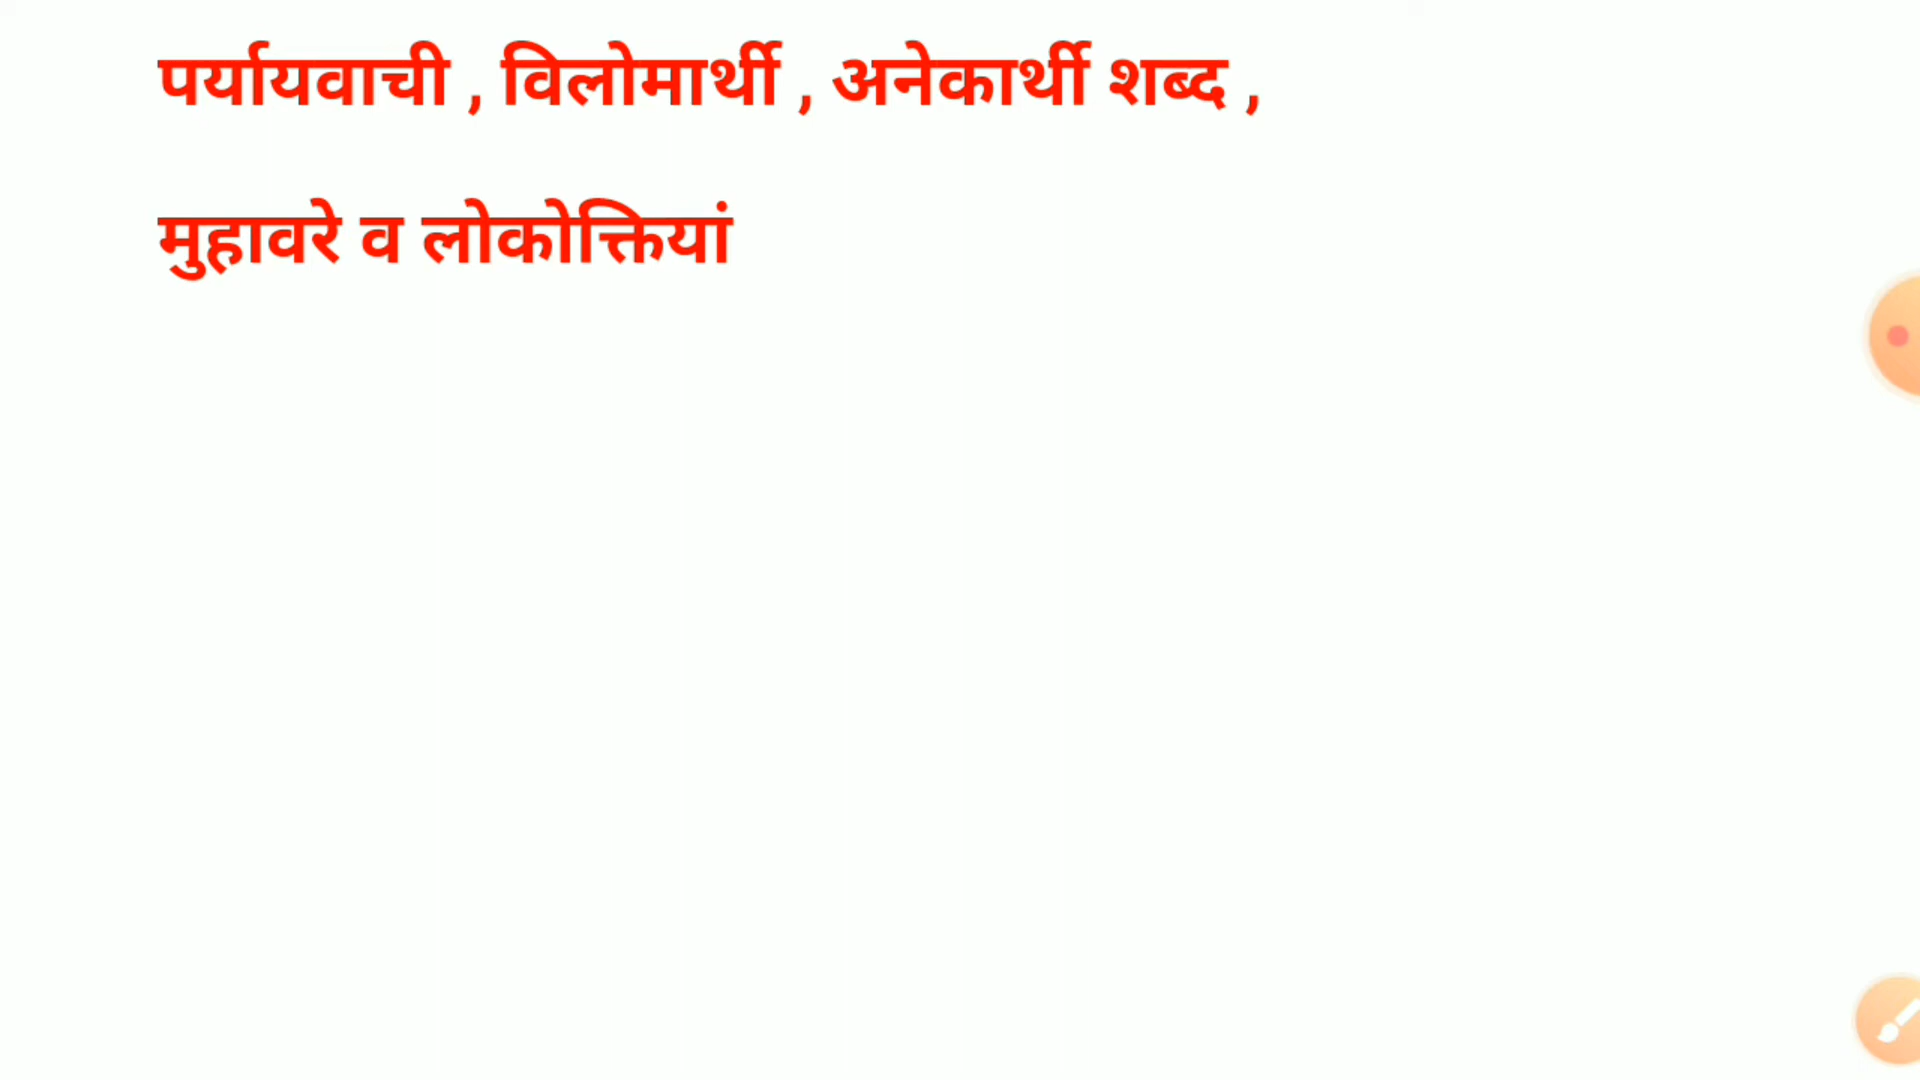 पर्यायवाची , विलोमार्थी , अनेकार्थी शब्द ,
मुहावरे व लोकोक्तियां